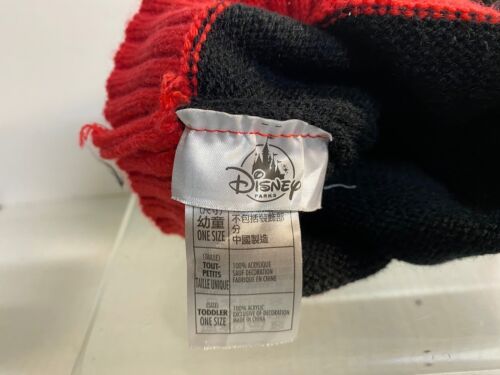 Disney
PARKS
幼童
ONE SIZE
不包括裝飾部
分
中國製造
(TAILLE)
TOUT-
PETITS
TAILLE UNIQUE
100% ACRYLIQUE
SAUF DECORATION
FABRIQUE EN CHINE
(SIZE)
TODDLER
ONE SIZE
100% ACRYLIC
EXCLUSIVE OF DECORATION
MADE IN CHINA